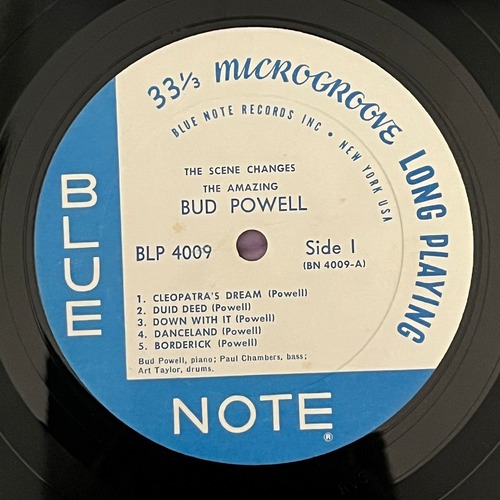 33⅓ MICROGROOVE LONG PLAYING
BLUE NOTE RECORDS INC • NEW YORK USA
THE SCENE CHANGES
THE AMAZING
BUD POWELL
BLP 4009
Side 1
(BN 4009-A)
1. CLEOPATRA'S DREAM (Powell)
2. DUID DEED (Powell)
3. DOWN WITH IT (Powell)
4. DANCELAND (Powell)
5. BORDERICK (Powell)
Bud Powell, piano; Paul Chambers, bass;
Art Taylor, drums.
BLUE
NOTE®